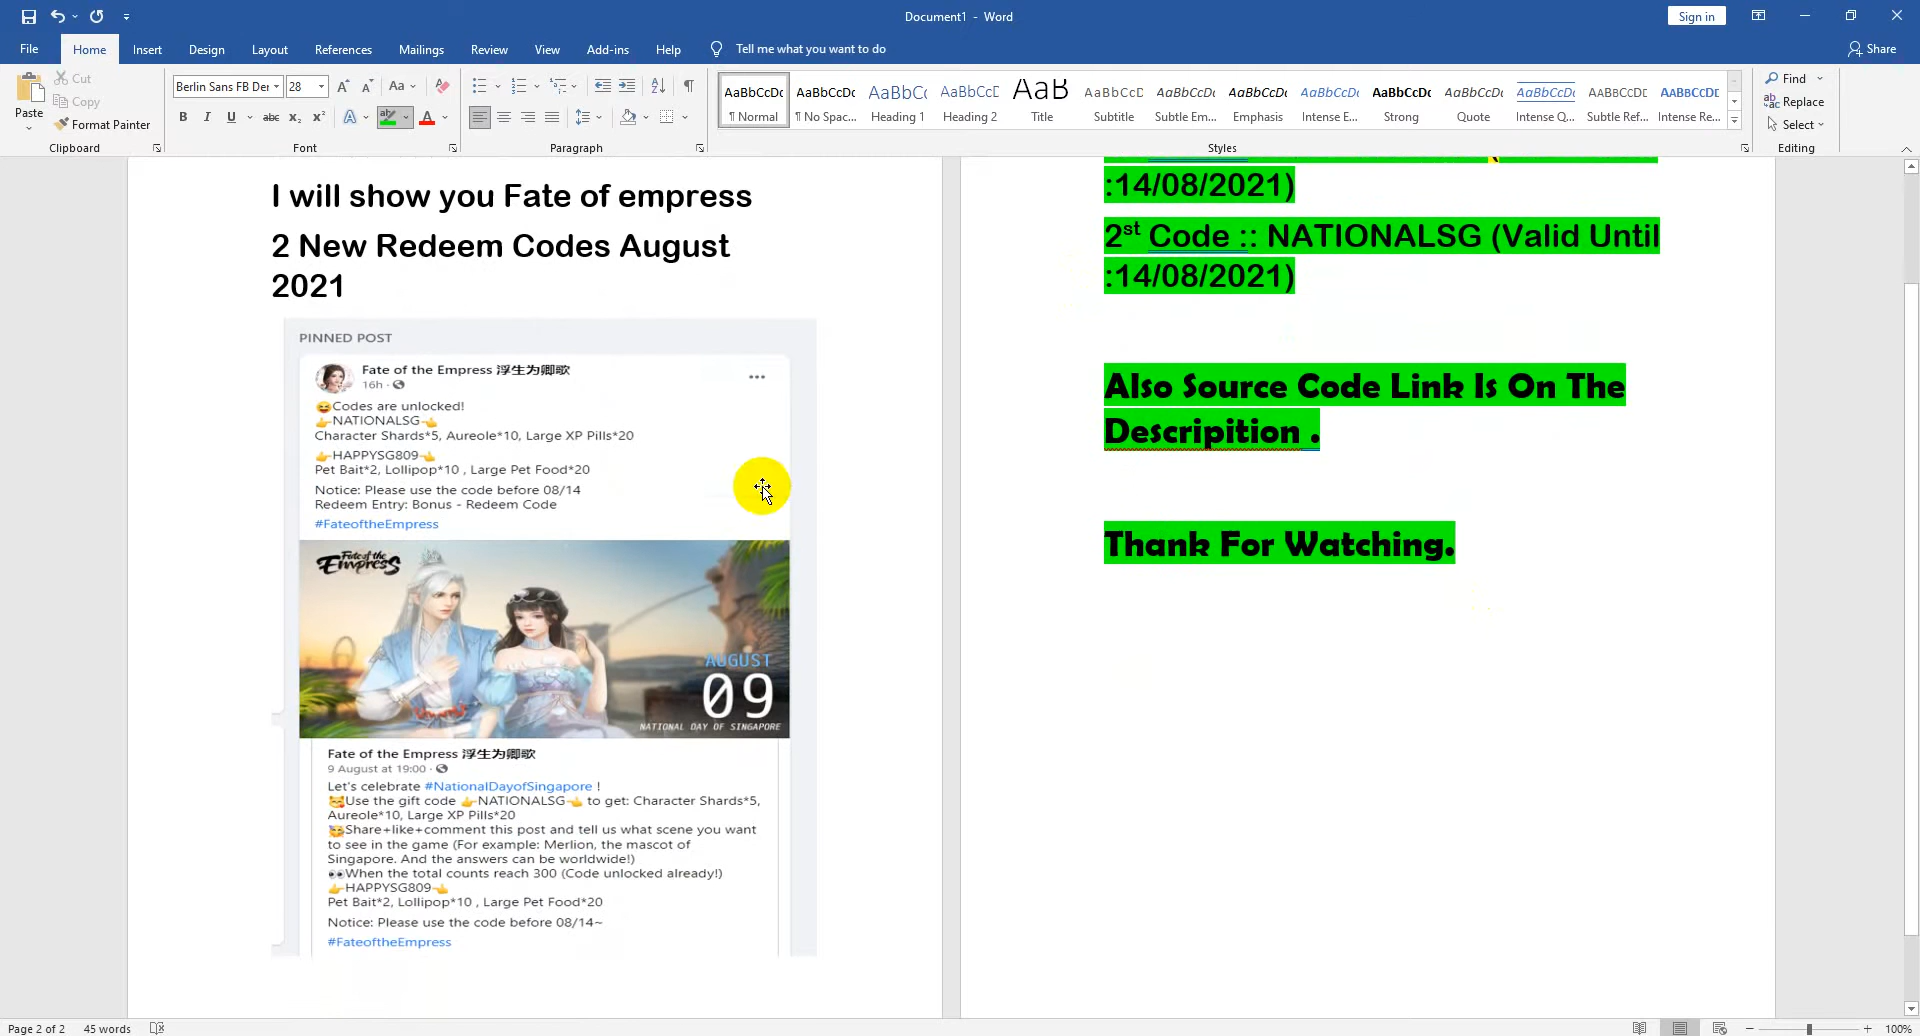 Document1 - Word
Sign in
File Home Insert Design Layout References Mailings Review View Add-ins Help Tell me what you want to do Share
Paste
Cut
Copy
Format Painter
Clipboard
Berlin Sans FB Der 28
Font
Paragraph
AaBbCcDc AaBbCcDc AaBbCc AaBbCcD AaB AaBbCcD AaBbCcDc AaBbCcDc AaBbCcDc AaBbCcDc AaBbCcDc AaBbCcDc AABBCCDC AABBCCDC
¶ Normal ¶ No Spac... Heading 1 Heading 2 Title Subtitle Subtle Em... Emphasis Intense E... Strong Quote Intense Q... Subtle Ref... Intense Re...
Styles
Find
Replace
Select
Editing
I will show you Fate of empress
2 New Redeem Codes August
2021
PINNED POST
Fate of the Empress 浮生为卿歌
16h ·
😆Codes are unlocked!
👉NATIONALSG👈
Character Shards*5, Aureole*10, Large XP Pills*20
👉HAPPYSG809👈
Pet Bait*2, Lollipop*10 , Large Pet Food*20
Notice: Please use the code before 08/14
Redeem Entry: Bonus - Redeem Code
#FateoftheEmpress
Fate of the
Empress
AUGUST
09
NATIONAL DAY OF SINGAPORE
Fate of the Empress 浮生为卿歌
9 August at 19:00 ·
Let's celebrate #NationalDayofSingapore !
🥰Use the gift code 👉NATIONALSG👈 to get: Character Shards*5,
Aureole*10, Large XP Pills*20
🥰Share+like+comment this post and tell us what scene you want
to see in the game (For example: Merlion, the mascot of
Singapore. And the answers can be worldwide!)
👀When the total counts reach 300 (Code unlocked already!)
👉HAPPYSG809👈
Pet Bait*2, Lollipop*10 , Large Pet Food*20
Notice: Please use the code before 08/14~
#FateoftheEmpress
:14/08/2021)
2st Code :: NATIONALSG (Valid Until
:14/08/2021)
Also Source Code Link Is On The
Descripition .
Thank For Watching.
Page 2 of 2 45 words
100%